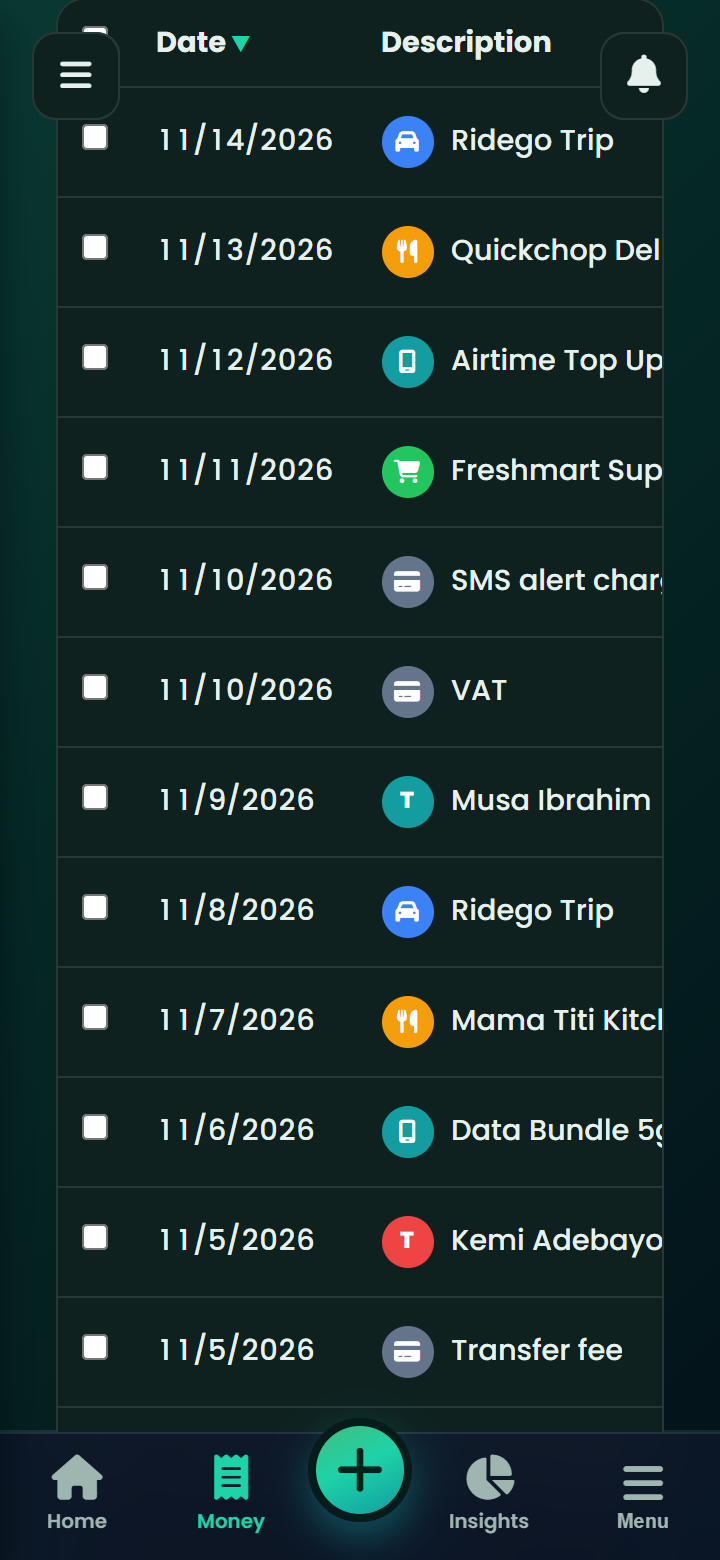 Date Description
11/14/2026 Ridego Trip
11/13/2026 Quickchop Del
11/12/2026 Airtime Top Up
11/11/2026 Freshmart Sup
11/10/2026 SMS alert char
11/10/2026 VAT
11/9/2026 T Musa Ibrahim
11/8/2026 Ridego Trip
11/7/2026 Mama Titi Kitc
11/6/2026 Data Bundle 5
11/5/2026 T Kemi Adebayo
11/5/2026 Transfer fee
Home Money Insights Menu